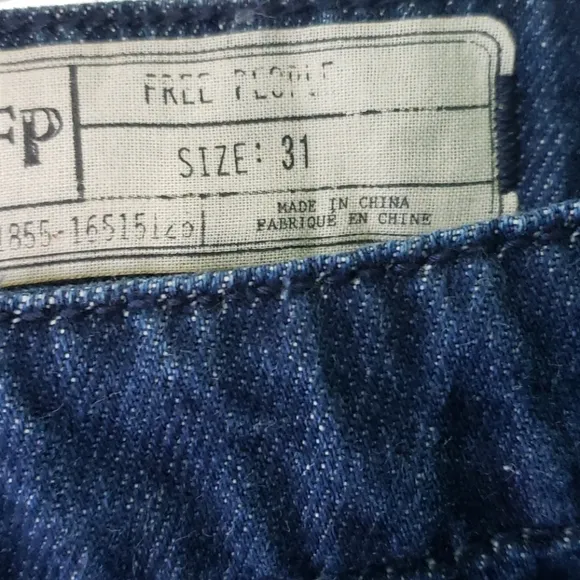 FP
FREE PEOPLE
SIZE: 31
MADE IN CHINA
FABRIQUÉ EN CHINE